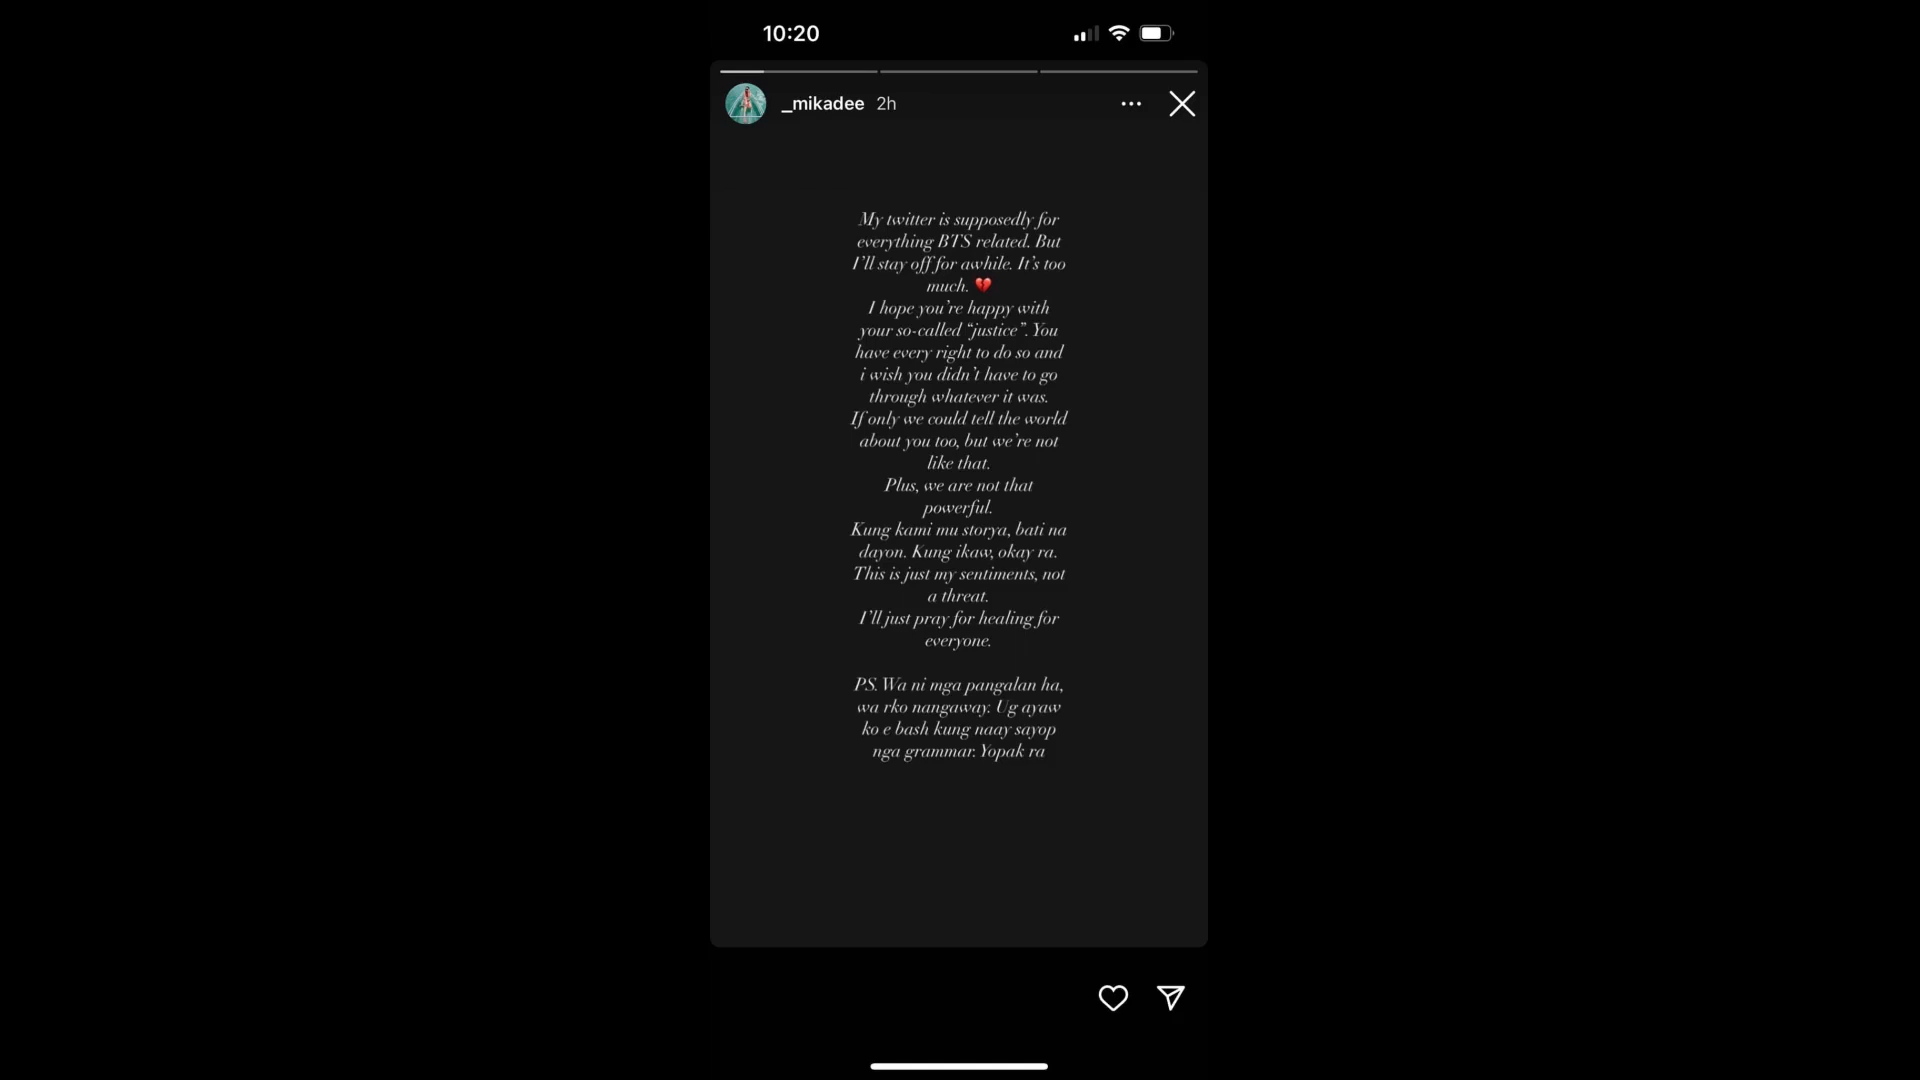 10:20
_mikadee 2h
My twitter is supposedly for
everything BTS related. But
I'll stay off for awhile. It's too
much. 💔
I hope you're happy with
your so-called “justice”. You
have every right to do so and
i wish you didn't have to go
through whatever it was.
If only we could tell the world
about you too, but we're not
like that.
Plus, we are not that
powerful.
Kung kami mu storya, bati na
dayon. Kung ikaw, okay ra.
This is just my sentiments, not
a threat.
I'll just pray for healing for
everyone.
PS. Wa ni mga pangalan ha,
wa rko nangaway. Ug ayaw
ko e bash kung naay sayop
nga grammar. Yopak ra